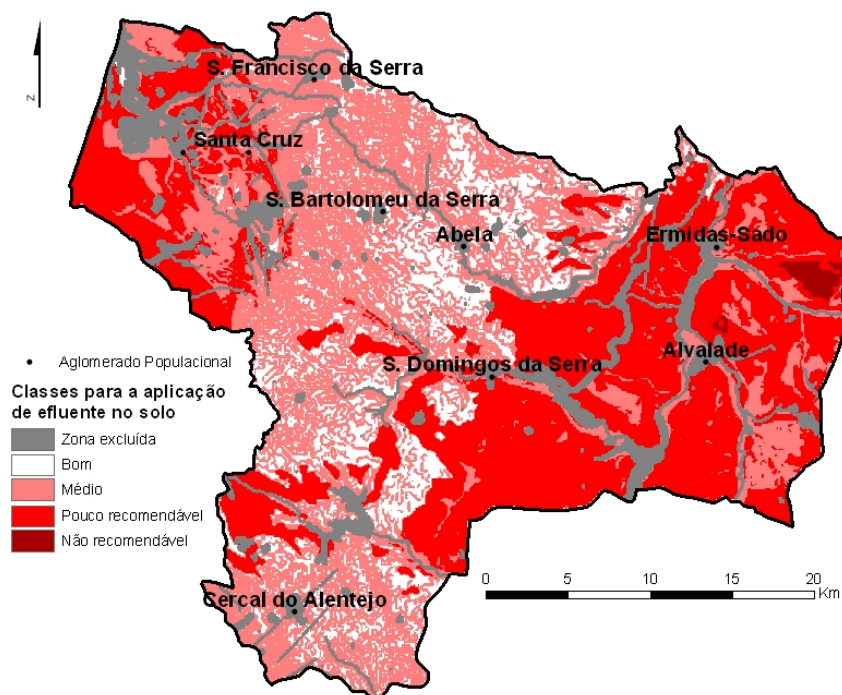 z
S. Francisco da Serra
Santa Cruz
S. Bartolomeu da Serra
Abela
Ermidas-Sado
Alvalade
S. Domingos da Serra
Cercal do Alentejo
Aglomerado Populacional
Classes para a aplicação
de efluente no solo
Zona excluída
Bom
Médio
Pouco recomendável
Não recomendável
0 5 10 15 20
Km